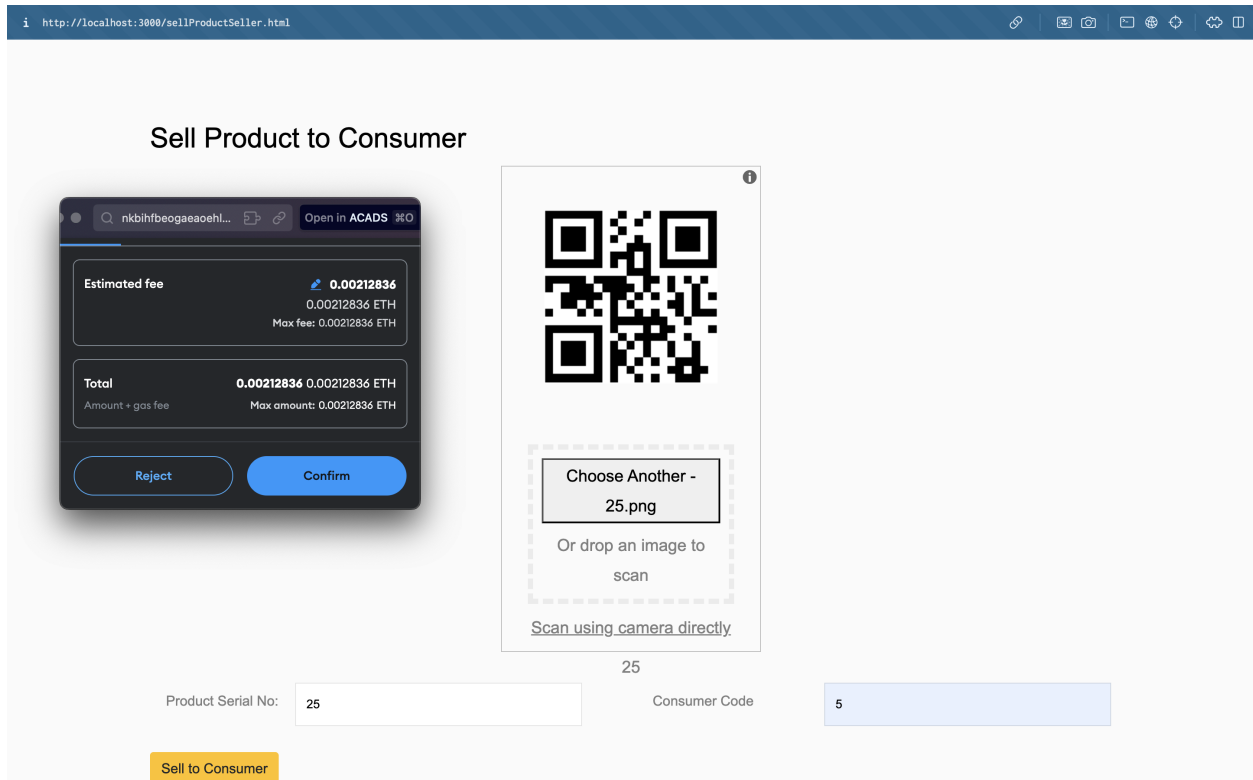 i http://localhost:3000/sellProductSeller.html
Sell Product to Consumer
nkbihfbeogaeaoehl...
Open in ACADS ⌘O
Estimated fee 0.00212836
0.00212836 ETH
Max fee: 0.00212836 ETH
Total 0.00212836 0.00212836 ETH
Amount + gas fee Max amount: 0.00212836 ETH
Reject Confirm
Choose Another -
25.png
Or drop an image to
scan
Scan using camera directly
25
Product Serial No: 25 Consumer Code 5
Sell to Consumer